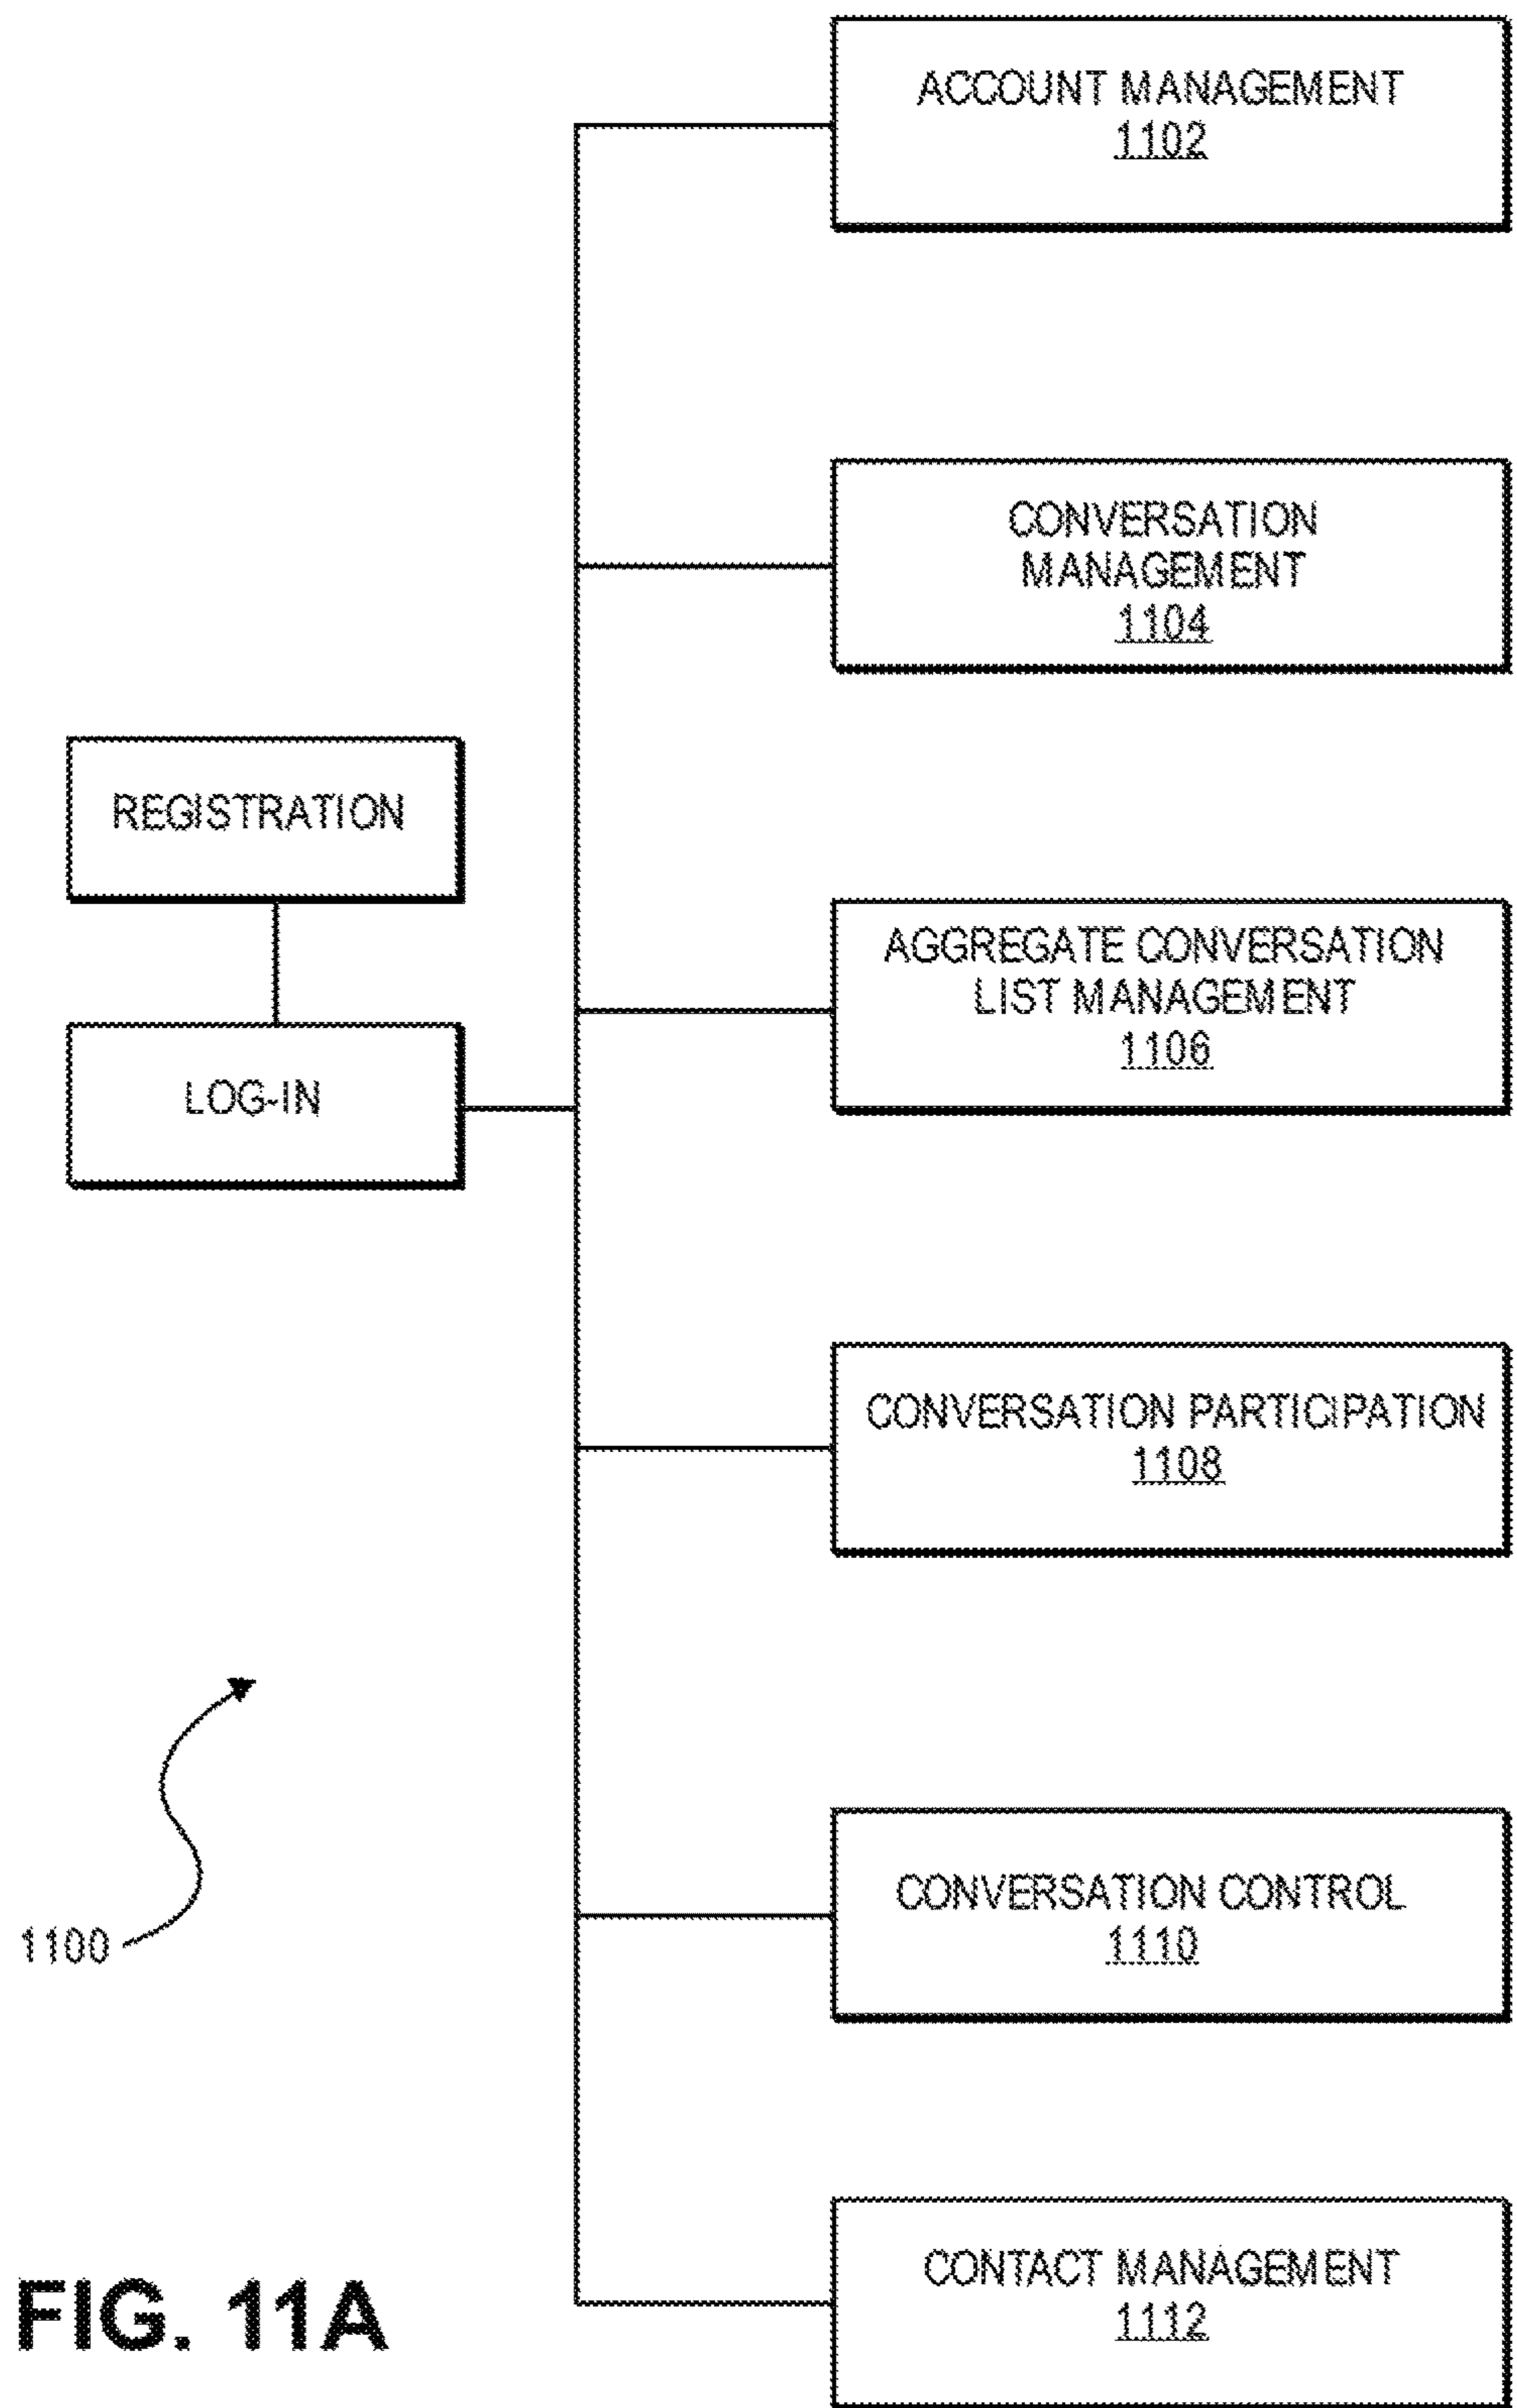 ACCOUNT MANAGEMENT
1102
CONVERSATION
MANAGEMENT
1104
REGISTRATION
AGGREGATE CONVERSATION
LIST MANAGEMENT
1106
LOG-IN
CONVERSATION PARTICIPATION
1108
CONVERSATION CONTROL
1110
1100
CONTACT MANAGEMENT
1112
FIG. 11A